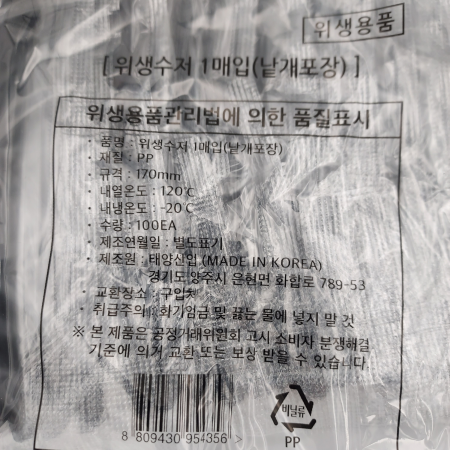 위생용품
[ 위생수저 1매입(낱개포장) ]
위생용품관리법에 의한 품질표시
· 품명 : 위생수저 1매입(낱개포장)
· 재질 : PP
· 규격 : 170mm
· 내열온도 : 120℃
· 내냉온도 : -20℃
· 수량 : 100EA
· 제조연월일 : 별도표기
· 제조원 : 태양산업 (MADE IN KOREA)
경기도 양주시 은현면 화합로 789-53
· 교환장소 : 구입처
· 취급주의 : 화기엄금 및 끓는 물에 넣지 말 것
※ 본 제품은 공정거래위원회 고시 소비자 분쟁해결
기준에 의거 교환 또는 보상 받을 수 있습니다.
8 809430 954356 >
비닐류
PP